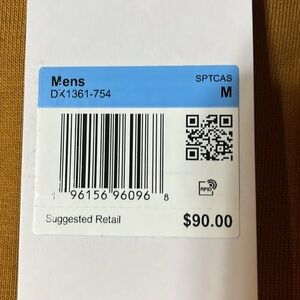 Mens
SPTCAS
DX1361-754
M
1 96156 96096 8
RFID
Suggested Retail
$90.00